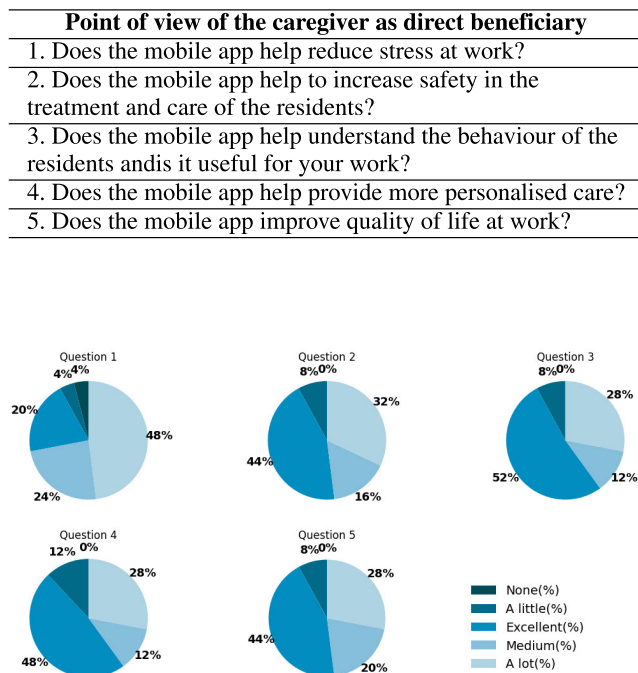 Point of view of the caregiver as direct beneficiary
1. Does the mobile app help reduce stress at work?
2. Does the mobile app help to increase safety in the
treatment and care of the residents?
3. Does the mobile app help understand the behaviour of the
residents andis it useful for your work?
4. Does the mobile app help provide more personalised care?
5. Does the mobile app improve quality of life at work?
Question 1
4%
4%
20%
48%
24%
Question 2
8%
0%
32%
44%
16%
Question 3
8%
0%
28%
52%
12%
Question 4
12%
0%
28%
48%
12%
Question 5
8%
0%
28%
44%
20%
None(%)
A little(%)
Excellent(%)
Medium(%)
A lot(%)